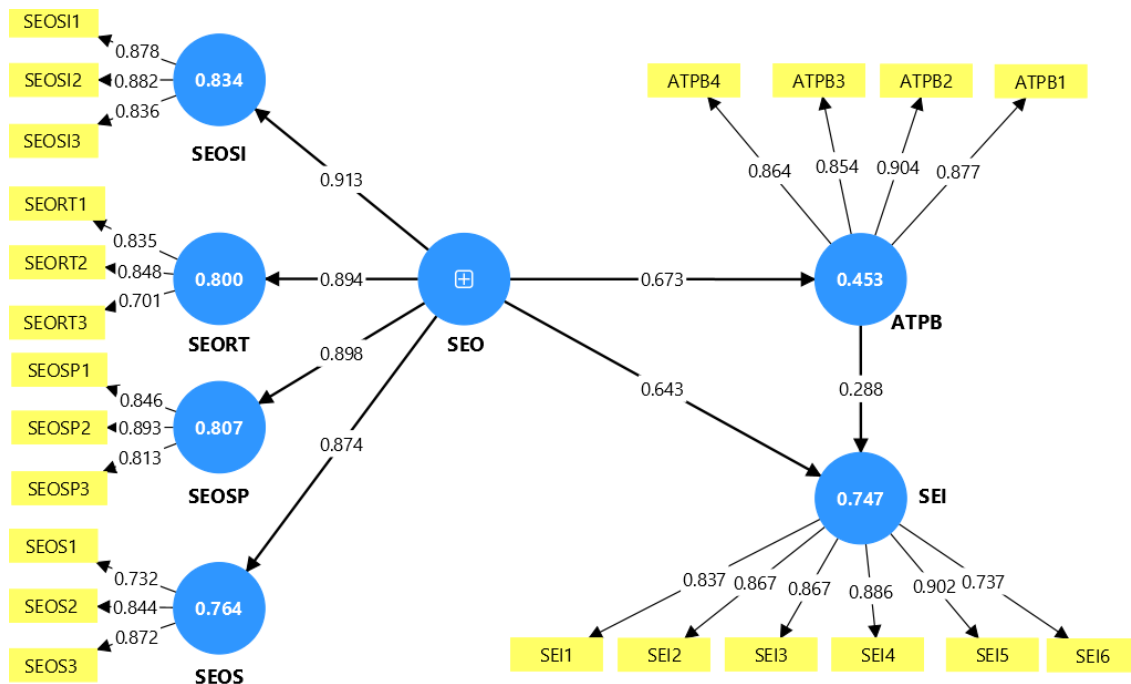 SEOSI1
0.878
SEOSI2
0.882
0.836
SEOSI3
0.834
SEOSI
SEORT1
0.835
SEORT2
0.848
0.701
SEORT3
0.800
SEORT
SEOSP1
0.846
SEOSP2
0.893
0.813
SEOSP3
0.807
SEOSP
SEOS1
0.732
SEOS2
0.844
0.872
SEOS3
0.764
SEOS
0.913
0.894
0.898
0.874
SEO
0.673
0.643
ATPB4
ATPB3
ATPB2
ATPB1
0.864
0.854
0.904
0.877
0.453
ATPB
0.288
0.747
SEI
0.837
0.867
0.867
0.886
0.902
0.737
SEI1
SEI2
SEI3
SEI4
SEI5
SEI6